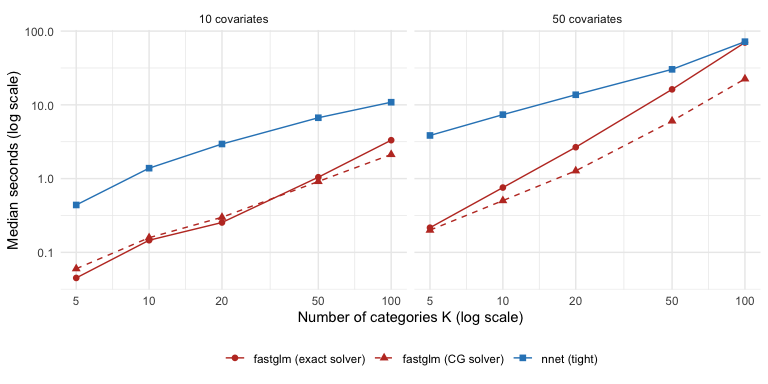 10 covariates
50 covariates
Median seconds (log scale)
100.0
10.0
1.0
0.1
5 10 20 50 100
5 10 20 50 100
Number of categories K (log scale)
fastglm (exact solver) fastglm (CG solver) nnet (tight)